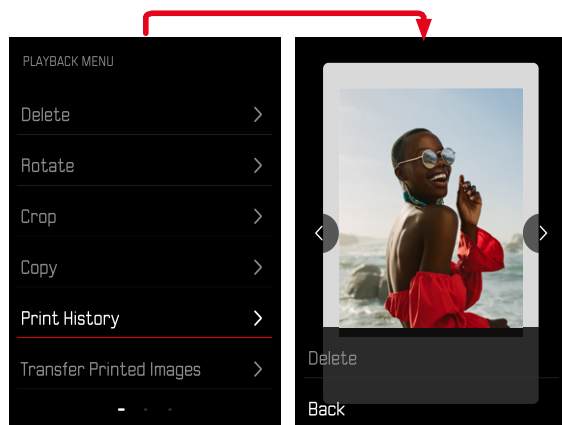 PLAYBACK MENU
Delete
Rotate
Crop
Copy
Print History
Transfer Printed Images
Delete
Back